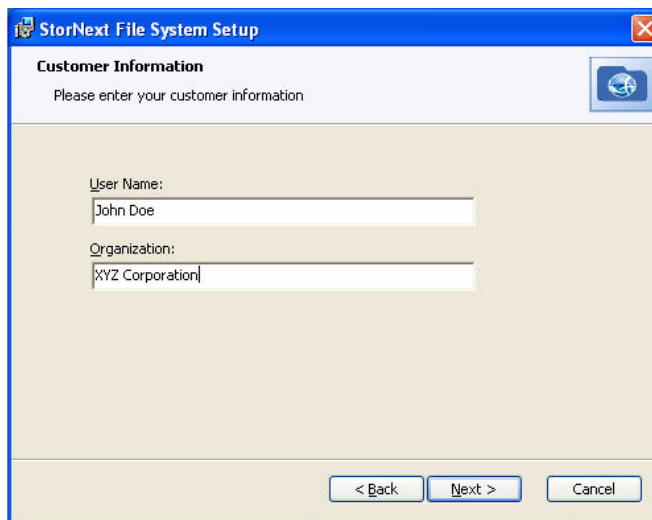 StorNext File System Setup
Customer Information
Please enter your customer information
User Name:
John Doe
Organization:
XYZ Corporation
< Back Next > Cancel